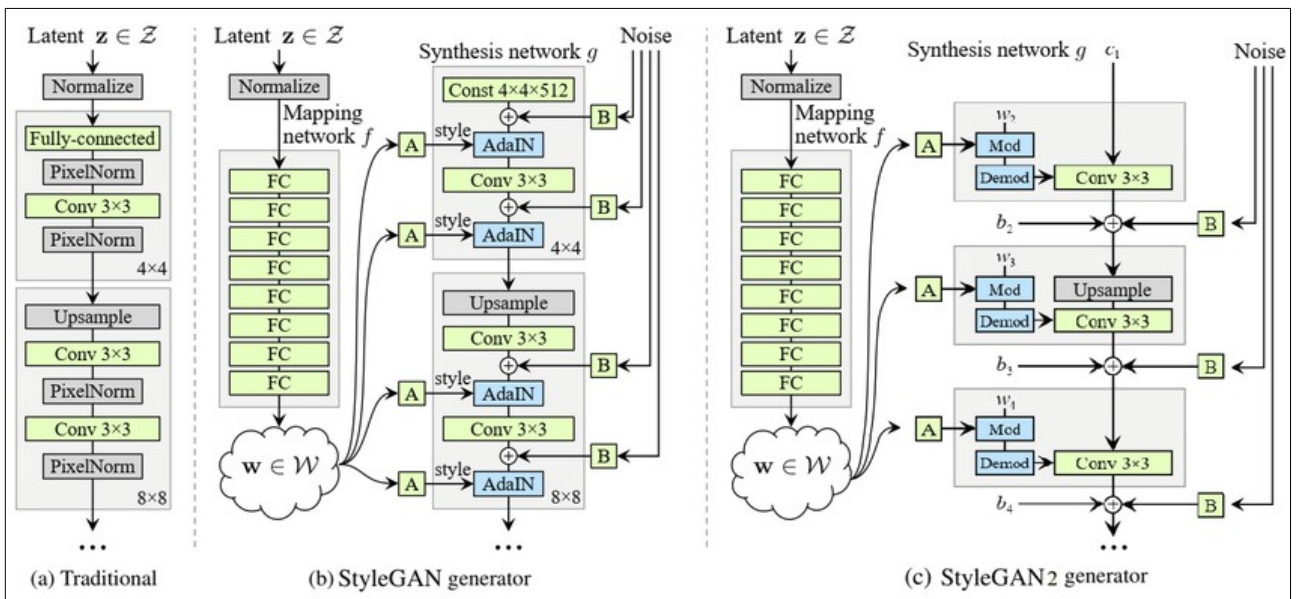 Latent z ∈ Z
Normalize
Fully-connected
PixelNorm
Conv 3×3
PixelNorm
4×4
Upsample
Conv 3×3
PixelNorm
Conv 3×3
PixelNorm
8×8
...
(a) Traditional
Latent z ∈ Z
Normalize
Mapping
network f
FC
FC
FC
FC
FC
FC
FC
FC
w ∈ W
A
style
A
style
A
style
A
style
Synthesis network g
Noise
Const 4×4×512
B
AdaIN
Conv 3×3
B
AdaIN
4×4
Upsample
Conv 3×3
B
AdaIN
Conv 3×3
B
AdaIN
8×8
...
(b) StyleGAN generator
Latent z ∈ Z
Normalize
Mapping
network f
FC
FC
FC
FC
FC
FC
FC
FC
w ∈ W
Synthesis network g
c1
Noise
A
w2
Mod
Demod
Conv 3×3
b2
B
A
w3
Mod
Upsample
Demod
Conv 3×3
b3
B
A
w4
Mod
Demod
Conv 3×3
b4
B
...
(c) StyleGAN2 generator